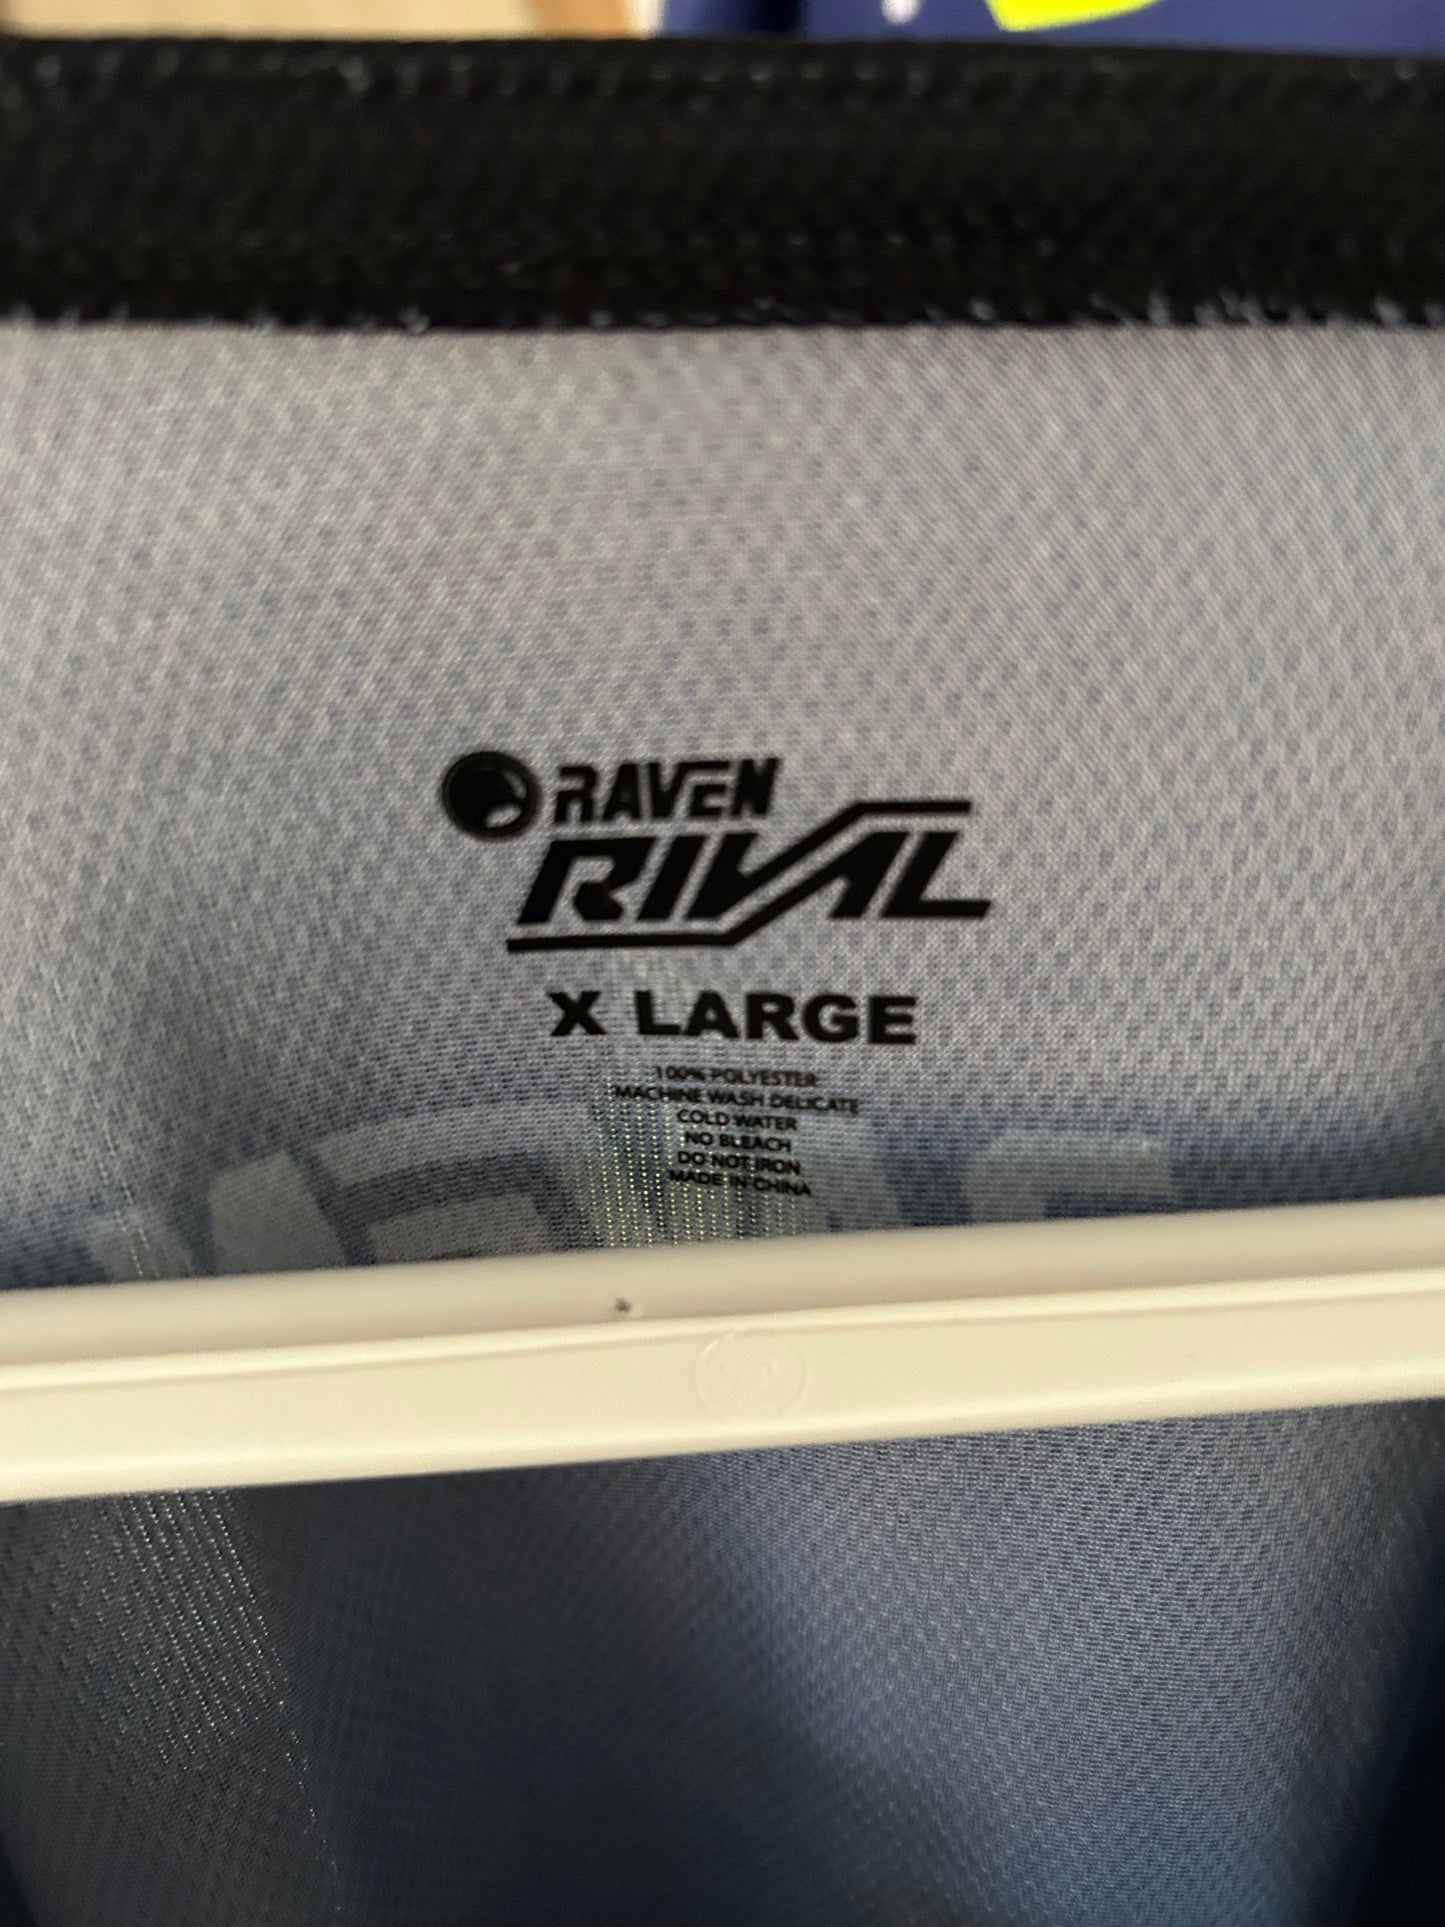 RAVEN
RIVAL
X LARGE
100% POLYESTER
MACHINE WASH DELICATE
COLD WATER
NO BLEACH
DO NOT IRON
MADE IN CHINA